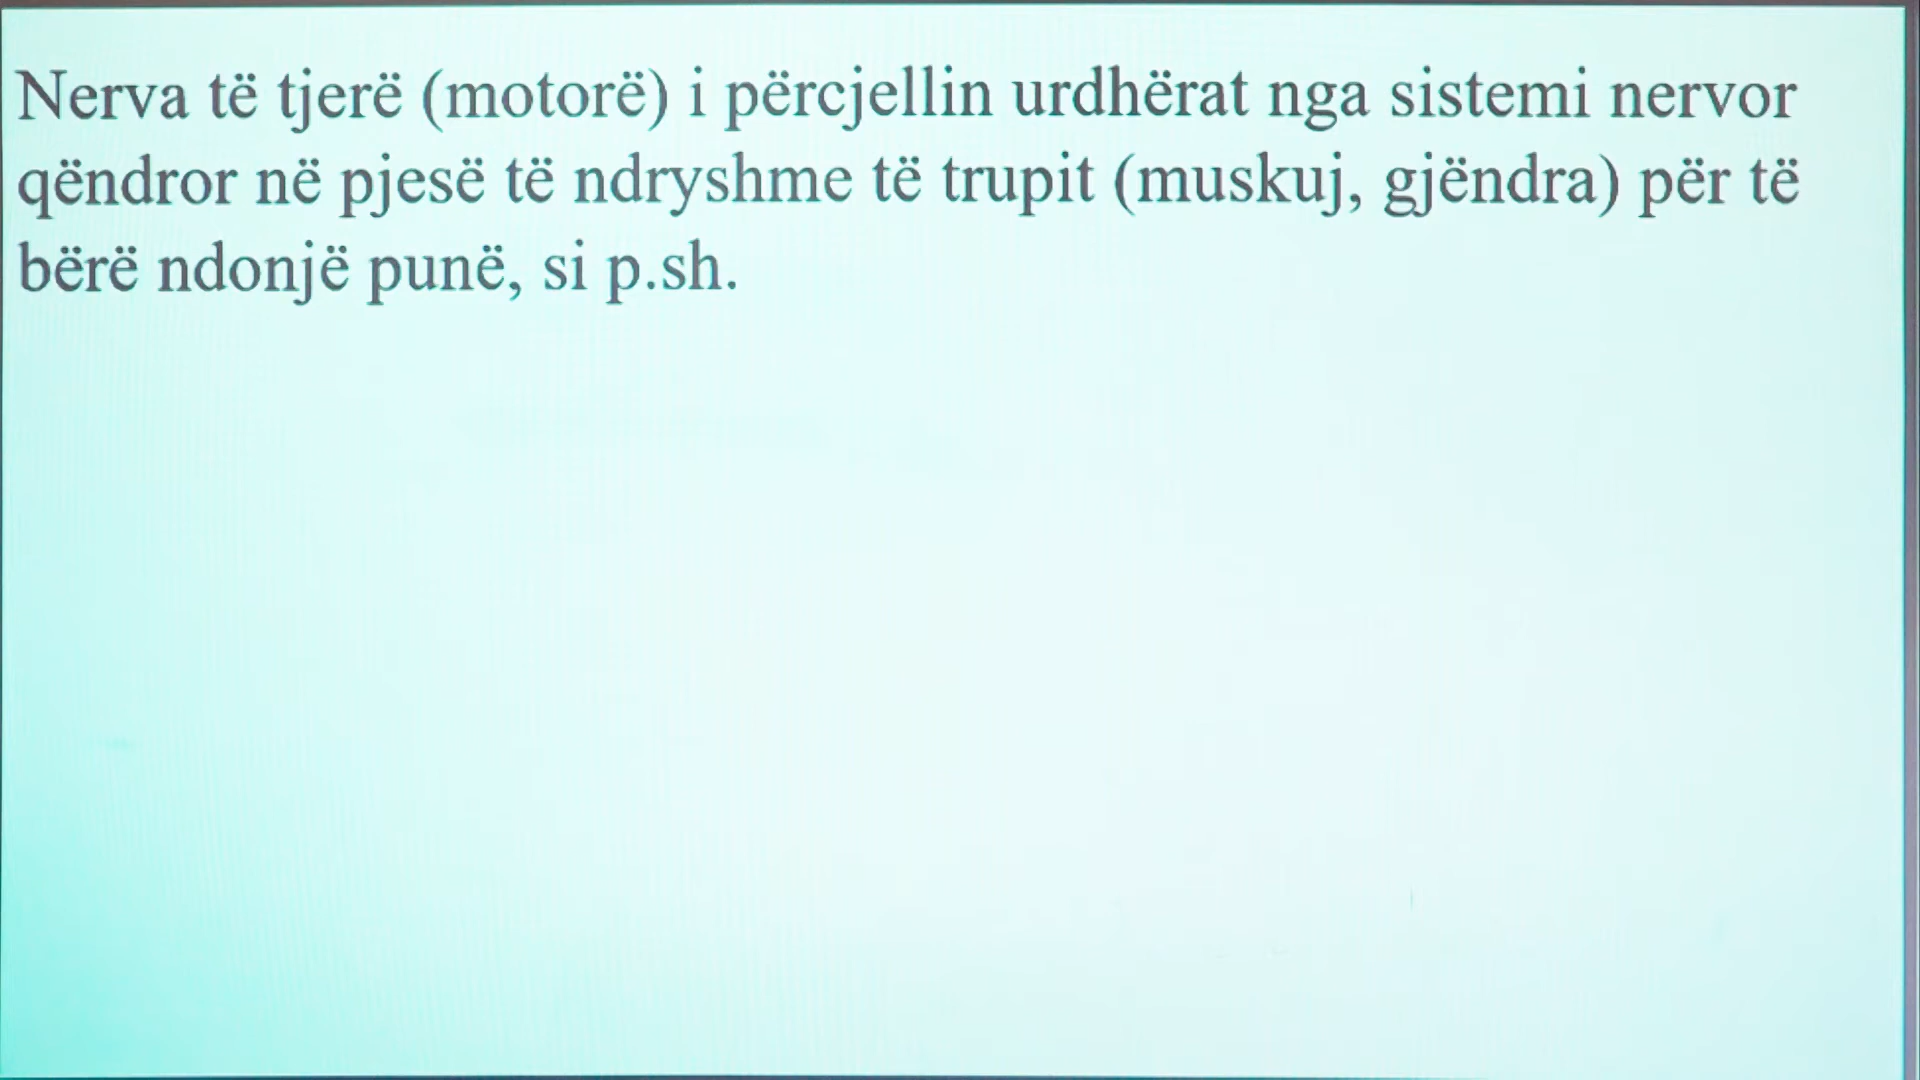 Nerva të tjerë (motorë) i përcjellin urdhërat nga sistemi nervor
qëndror në pjesë të ndryshme të trupit (muskuj, gjëndra) për të
bërë ndonjë punë, si p.sh.